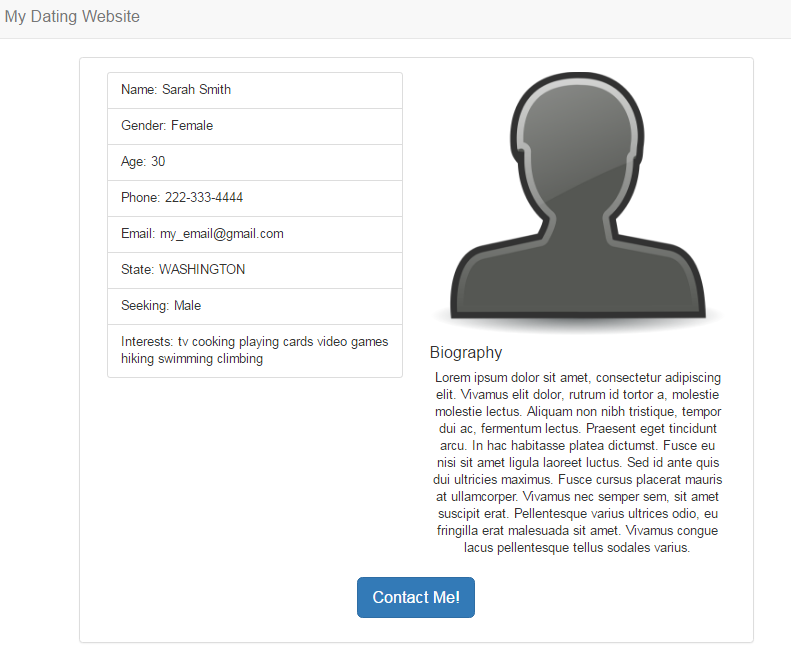 My Dating Website
Name: Sarah Smith
Gender: Female
Age: 30
Phone: 222-333-4444
Email: my_email@gmail.com
State: WASHINGTON
Seeking: Male
Interests: tv cooking playing cards video games
hiking swimming climbing
Biography
Lorem ipsum dolor sit amet, consectetur adipiscing
elit. Vivamus elit dolor, rutrum id tortor a, molestie
molestie lectus. Aliquam non nibh tristique, tempor
dui ac, fermentum lectus. Praesent eget tincidunt
arcu. In hac habitasse platea dictumst. Fusce eu
nisi sit amet ligula laoreet luctus. Sed id ante quis
dui ultricies maximus. Fusce cursus placerat mauris
at ullamcorper. Vivamus nec semper sem, sit amet
suscipit erat. Pellentesque varius ultrices odio, eu
fringilla erat malesuada sit amet. Vivamus congue
lacus pellentesque tellus sodales varius.
Contact Me!